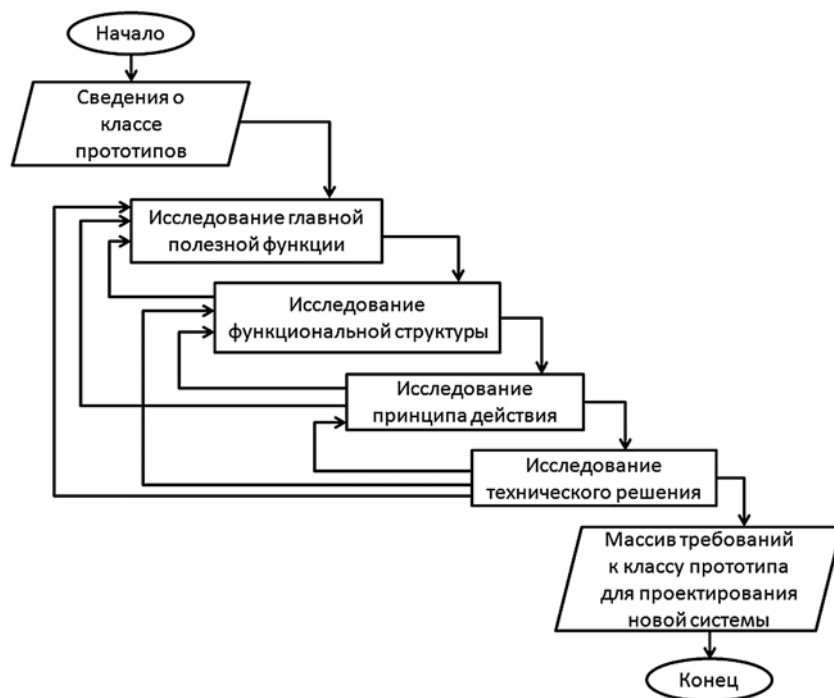 Начало
Сведения о
классе
прототипов
Исследование главной
полезной функции
Исследование
функциональной структуры
Исследование
принципа действия
Исследование
технического решения
Массив требований
к классу прототипа
для проектирования
новой системы
Конец